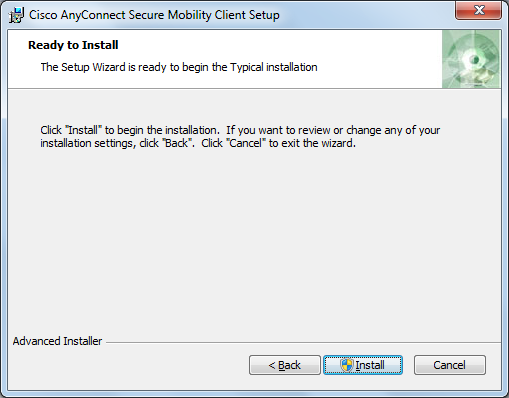 Cisco AnyConnect Secure Mobility Client Setup
Ready to Install
The Setup Wizard is ready to begin the Typical installation
Click "Install" to begin the installation.  If you want to review or change any of your
installation settings, click "Back".  Click "Cancel" to exit the wizard.
Advanced Installer
< Back
Install
Cancel